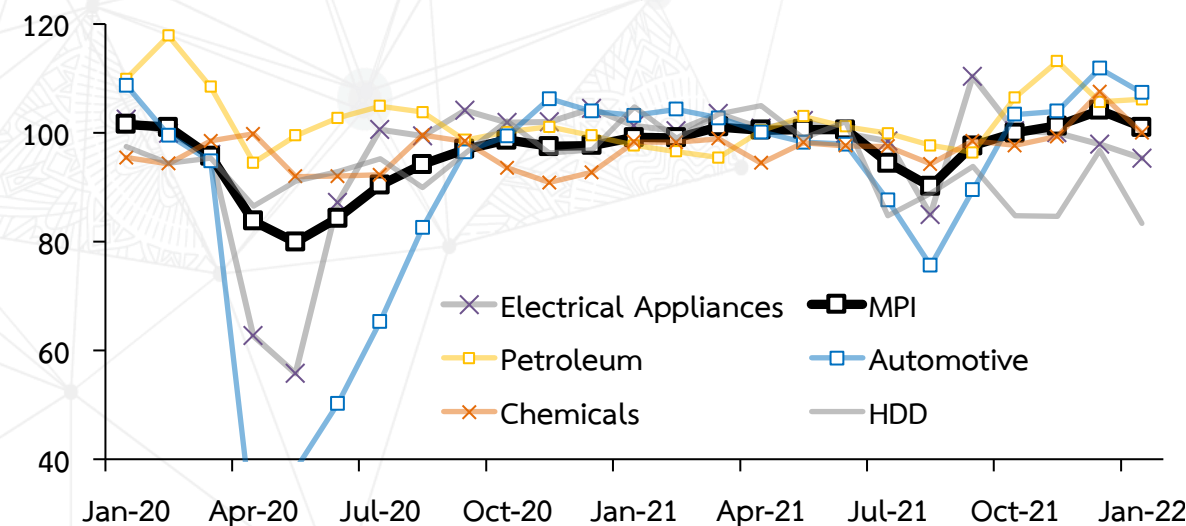 120
100
80
60
40
Electrical Appliances MPI
Petroleum Automotive
Chemicals HDD
Jan-20 Apr-20 Jul-20 Oct-20 Jan-21 Apr-21 Jul-21 Oct-21 Jan-22